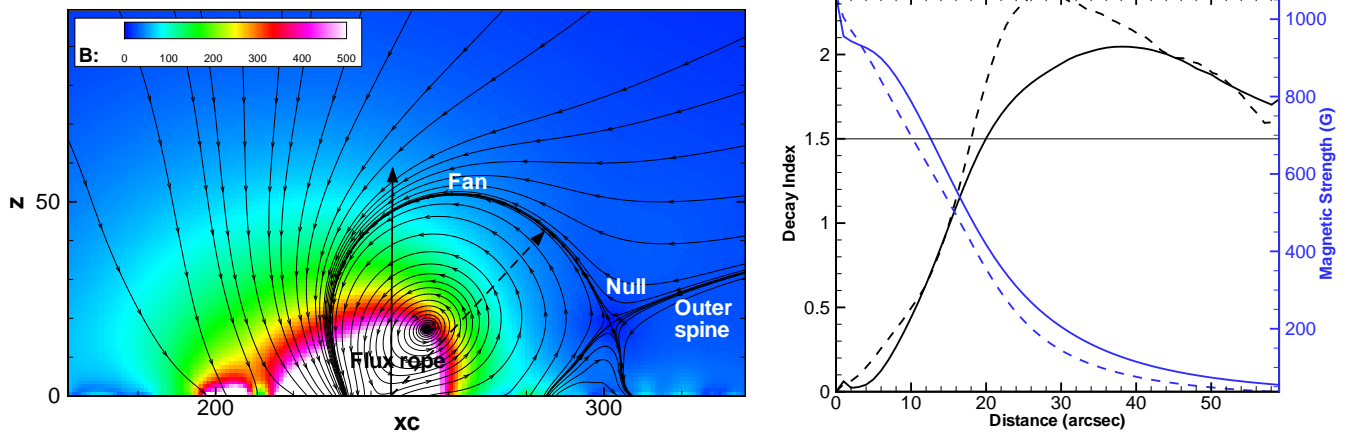 B:
0 100 200 300 400 500
Fan
Null
Outer
spine
Flux rope
z
50
0
200
300
xc
2
1.5
1
0.5
0
Decay Index
0 10 20 30 40 50
Distance (arcsec)
1000
800
600
400
200
Magnetic Strength (G)